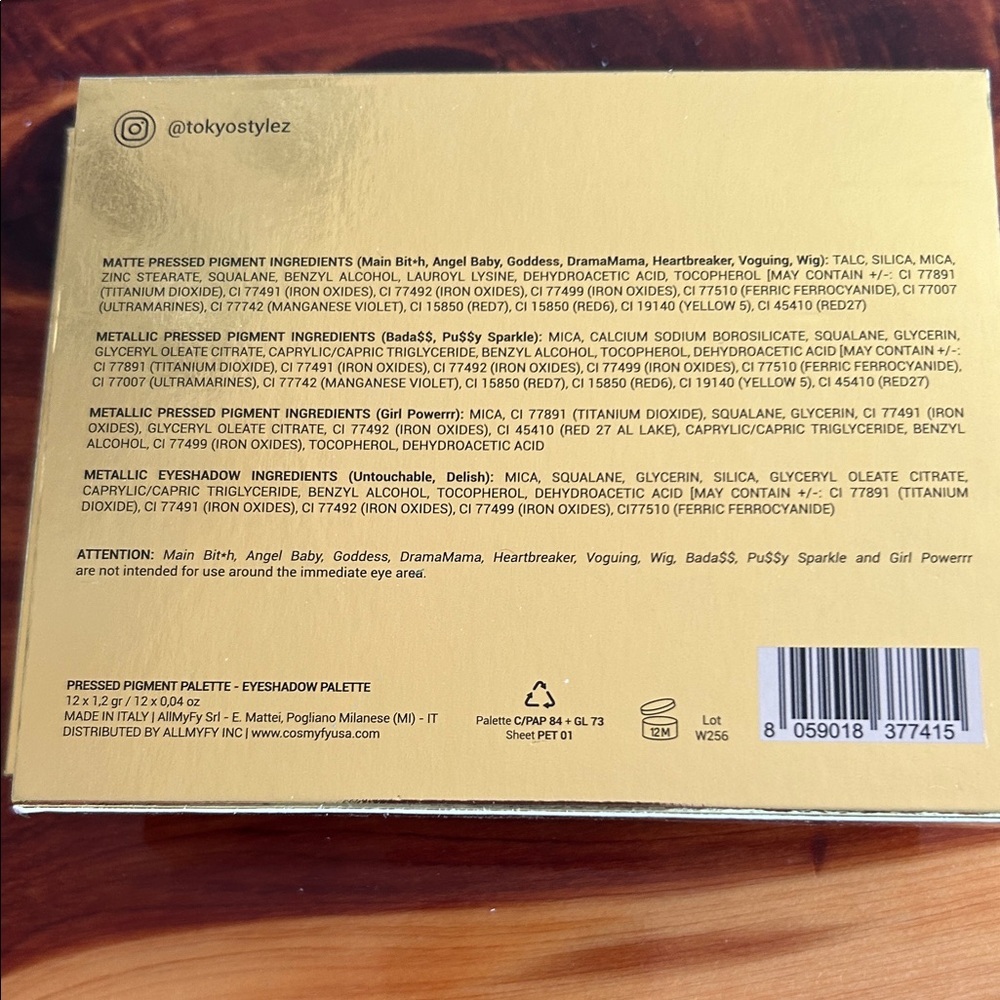 @tokyostylez
MATTE PRESSED PIGMENT INGREDIENTS (Main Bit*h, Angel Baby, Goddess, DramaMama, Heartbreaker, Voguing, Wig): TALC, SILICA, MICA,
ZINC STEARATE, SQUALANE, BENZYL ALCOHOL, LAUROYL LYSINE, DEHYDROACETIC ACID, TOCOPHEROL [MAY CONTAIN +/-: CI 77891
(TITANIUM DIOXIDE), CI 77491 (IRON OXIDES), CI 77492 (IRON OXIDES), CI 77499 (IRON OXIDES), CI 77510 (FERRIC FERROCYANIDE), CI 77007
(ULTRAMARINES), CI 77742 (MANGANESE VIOLET), CI 15850 (RED7), CI 15850 (RED6), CI 19140 (YELLOW 5), CI 45410 (RED27)
METALLIC PRESSED PIGMENT INGREDIENTS (Bada$$, Pu$$y Sparkle): MICA, CALCIUM SODIUM BOROSILICATE, SQUALANE, GLYCERIN,
GLYCERYL OLEATE CITRATE, CAPRYLIC/CAPRIC TRIGLYCERIDE, BENZYL ALCOHOL, TOCOPHEROL, DEHYDROACETIC ACID [MAY CONTAIN +/-:
CI 77891 (TITANIUM DIOXIDE), CI 77491 (IRON OXIDES), CI 77492 (IRON OXIDES), CI 77499 (IRON OXIDES), CI 77510 (FERRIC FERROCYANIDE),
CI 77007 (ULTRAMARINES), CI 77742 (MANGANESE VIOLET), CI 15850 (RED7), CI 15850 (RED6), CI 19140 (YELLOW 5), CI 45410 (RED27)
METALLIC PRESSED PIGMENT INGREDIENTS (Girl Powerrr): MICA, CI 77891 (TITANIUM DIOXIDE), SQUALANE, GLYCERIN, CI 77491 (IRON
OXIDES), GLYCERYL OLEATE CITRATE, CI 77492 (IRON OXIDES), CI 45410 (RED 27 AL LAKE), CAPRYLIC/CAPRIC TRIGLYCERIDE, BENZYL
ALCOHOL, CI 77499 (IRON OXIDES), TOCOPHEROL, DEHYDROACETIC ACID
METALLIC EYESHADOW INGREDIENTS (Untouchable, Delish): MICA, SQUALANE, GLYCERIN, SILICA, GLYCERYL OLEATE CITRATE,
CAPRYLIC/CAPRIC TRIGLYCERIDE, BENZYL ALCOHOL, TOCOPHEROL, DEHYDROACETIC ACID [MAY CONTAIN +/-: CI 77891 (TITANIUM
DIOXIDE), CI 77491 (IRON OXIDES), CI 77492 (IRON OXIDES), CI 77499 (IRON OXIDES), CI77510 (FERRIC FERROCYANIDE)
ATTENTION: Main Bit*h, Angel Baby, Goddess, DramaMama, Heartbreaker, Voguing, Wig, Bada$$, Pu$$y Sparkle and Girl Powerrr
are not intended for use around the immediate eye area.
PRESSED PIGMENT PALETTE - EYESHADOW PALETTE
12 x 1,2 gr / 12 x 0,04 oz
MADE IN ITALY | AllMyFy Srl - E. Mattei, Pogliano Milanese (MI) - IT
DISTRIBUTED BY ALLMYFY INC | www.cosmyfyusa.com
Palette C/PAP 84 + GL 73
Sheet PET 01
12M
Lot
W256
8 059018 377415